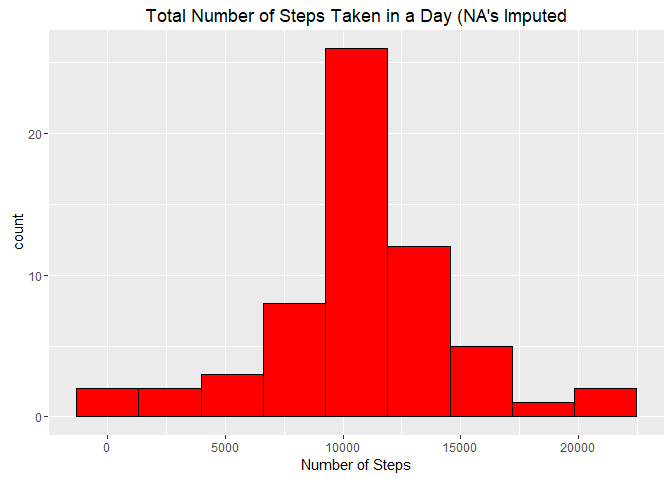 Total Number of Steps Taken in a Day (NA's Imputed
count
20
10
0
0 5000 10000 15000 20000
Number of Steps